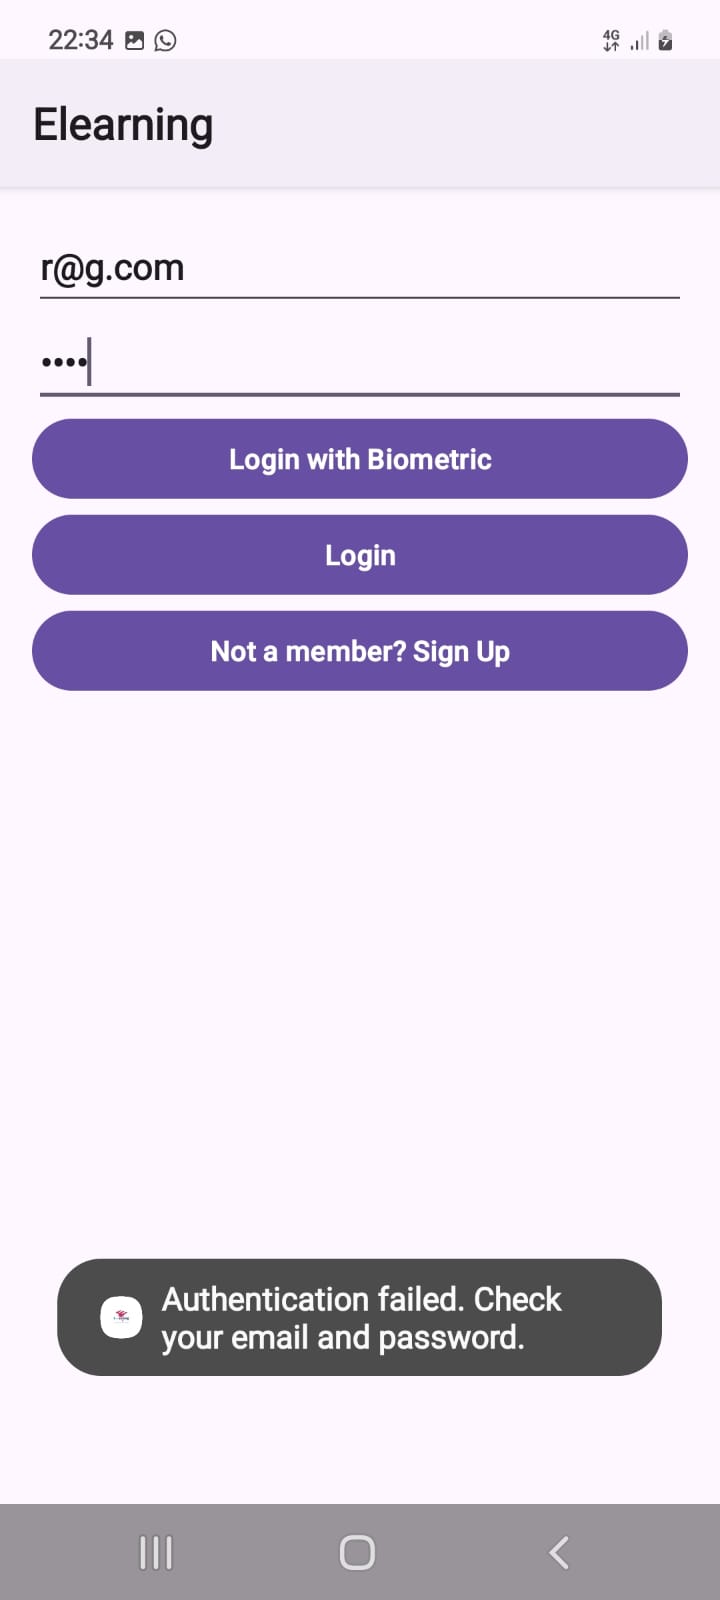 22:34
4G
Elearning
r@g.com
••••
Login with Biometric
Login
Not a member? Sign Up
Authentication failed. Check
your email and password.